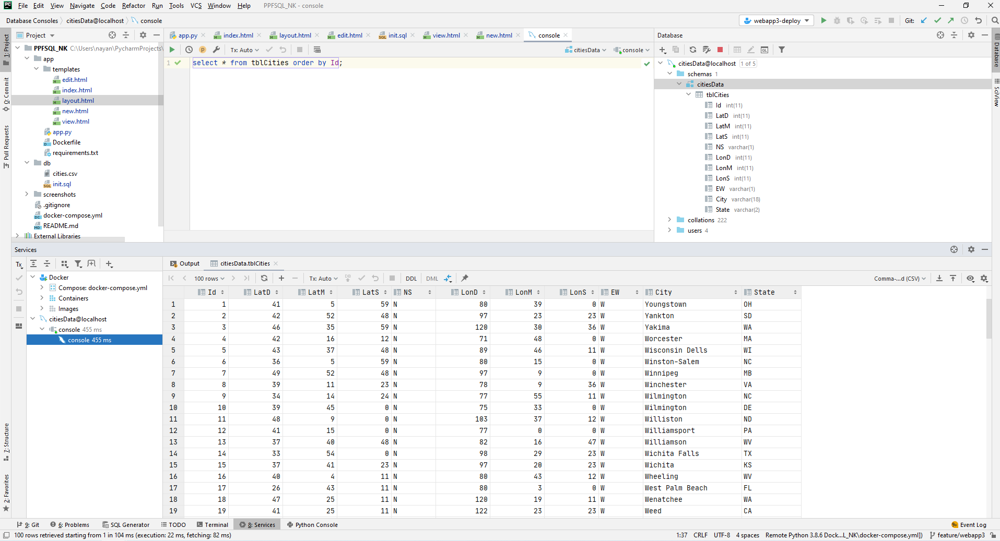 PC File Edit View Navigate Code Refactor Run Tools VCS Window Help PPFSQL_NK - console
Database Consoles citiesData@localhost console webapp3-deploy Git:
Project
app.py index.html layout.html edit.html init.sql view.html new.html console
Database
Tx: Auto citiesData console
1 select * from tblCities order by Id;
PPFSQL_NK C:\Users\nayan\PycharmProjects\
app
templates
edit.html
index.html
layout.html
new.html
view.html
app.py
Dockerfile
requirements.txt
db
cities.csv
init.sql
screenshots
.gitignore
docker-compose.yml
README.md
External Libraries
citiesData@localhost 1 of 5
schemas 1
citiesData
tblCities
Id int(11)
LatD int(11)
LatM int(11)
LatS int(11)
NS varchar(1)
LonD int(11)
LonM int(11)
LonS int(11)
EW varchar(1)
City varchar(18)
State varchar(2)
collations 222
users 4
1: Project
0: Commit
Pull Requests
7: Structure
2: Favorites
Database
SciView
Services
Tx
Docker
Compose: docker-compose.yml
Containers
Images
citiesData@localhost
console 455 ms
console 455 ms
Output citiesData.tblCities
100 rows Tx: Auto DB DDL DML Comma-...d (CSV)
Id LatD LatM LatS NS LonD LonM LonS EW City State
1 1 41 5 59 N 80 39 0 W Youngstown OH
2 2 42 52 48 N 97 23 23 W Yankton SD
3 3 46 35 59 N 120 30 36 W Yakima WA
4 4 42 16 12 N 71 48 0 W Worcester MA
5 5 43 37 48 N 89 46 11 W Wisconsin Dells WI
6 6 36 5 59 N 80 15 0 W Winston-Salem NC
7 7 49 52 48 N 97 9 0 W Winnipeg MB
8 8 39 11 23 N 78 9 36 W Winchester VA
9 9 34 14 24 N 77 55 11 W Wilmington NC
10 10 39 45 0 N 75 33 0 W Wilmington DE
11 11 48 9 0 N 103 37 12 W Williston ND
12 12 41 15 0 N 77 0 0 W Williamsport PA
13 13 37 40 48 N 82 16 47 W Williamson WV
14 14 33 54 0 N 98 29 23 W Wichita Falls TX
15 15 37 41 23 N 97 20 23 W Wichita KS
16 16 40 4 11 N 80 43 12 W Wheeling WV
17 17 26 43 11 N 80 3 0 W West Palm Beach FL
18 18 47 25 11 N 120 19 11 W Wenatchee WA
19 19 41 25 11 N 122 23 23 W Weed CA
9: Git 6: Problems SQL Generator TODO Terminal 8: Services Python Console 9+ Event Log
100 rows retrieved starting from 1 in 104 ms (execution: 22 ms, fetching: 82 ms) 1:37 CRLF UTF-8 4 spaces Remote Python 3.8.6 Dock...L_NK\docker-compose.yml]) feature/webapp3